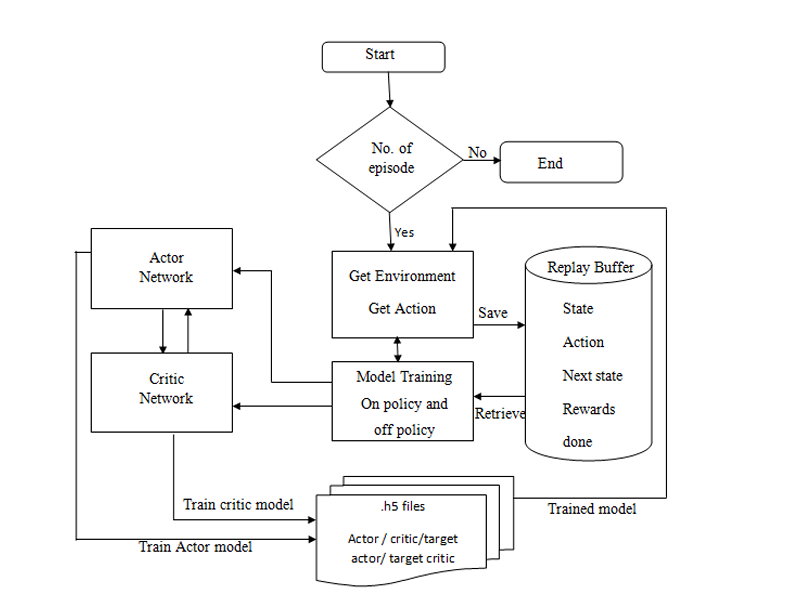 Start
No. of
episode
No
End
Yes
Actor
Network
Get Environment
Get Action
Save
Replay Buffer
State
Action
Next state
Rewards
done
Critic
Network
Model Training
On policy and
off policy
Retrieve
Train critic model
Train Actor model
.h5 files
Actor / critic/target
actor/ target critic
Trained model